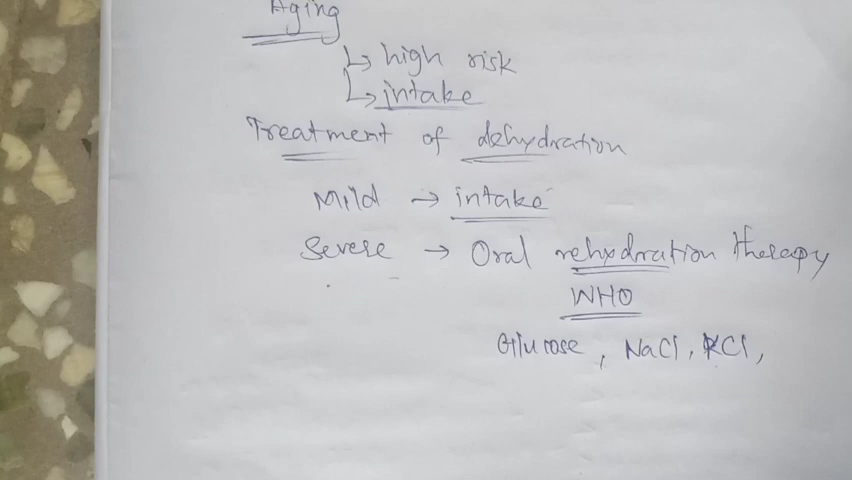 Aging
↳ high risk
↳ intake
Treatment of dehydration
Mild → intake
Severe → Oral rehydration therapy
WHO
Glucose, NaCl, KCl,